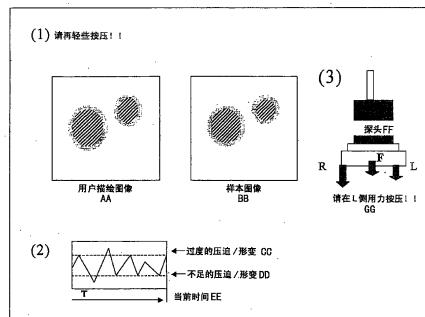 (1) 请再轻些按压！！
用户描绘图像
AA
样本图像
BB
(3)
探头FF
F
R
L
请在L侧用力按压！！
GG
(2)
过度的压迫/形变 CC
不足的压迫/形变DD
T
当前时间EE